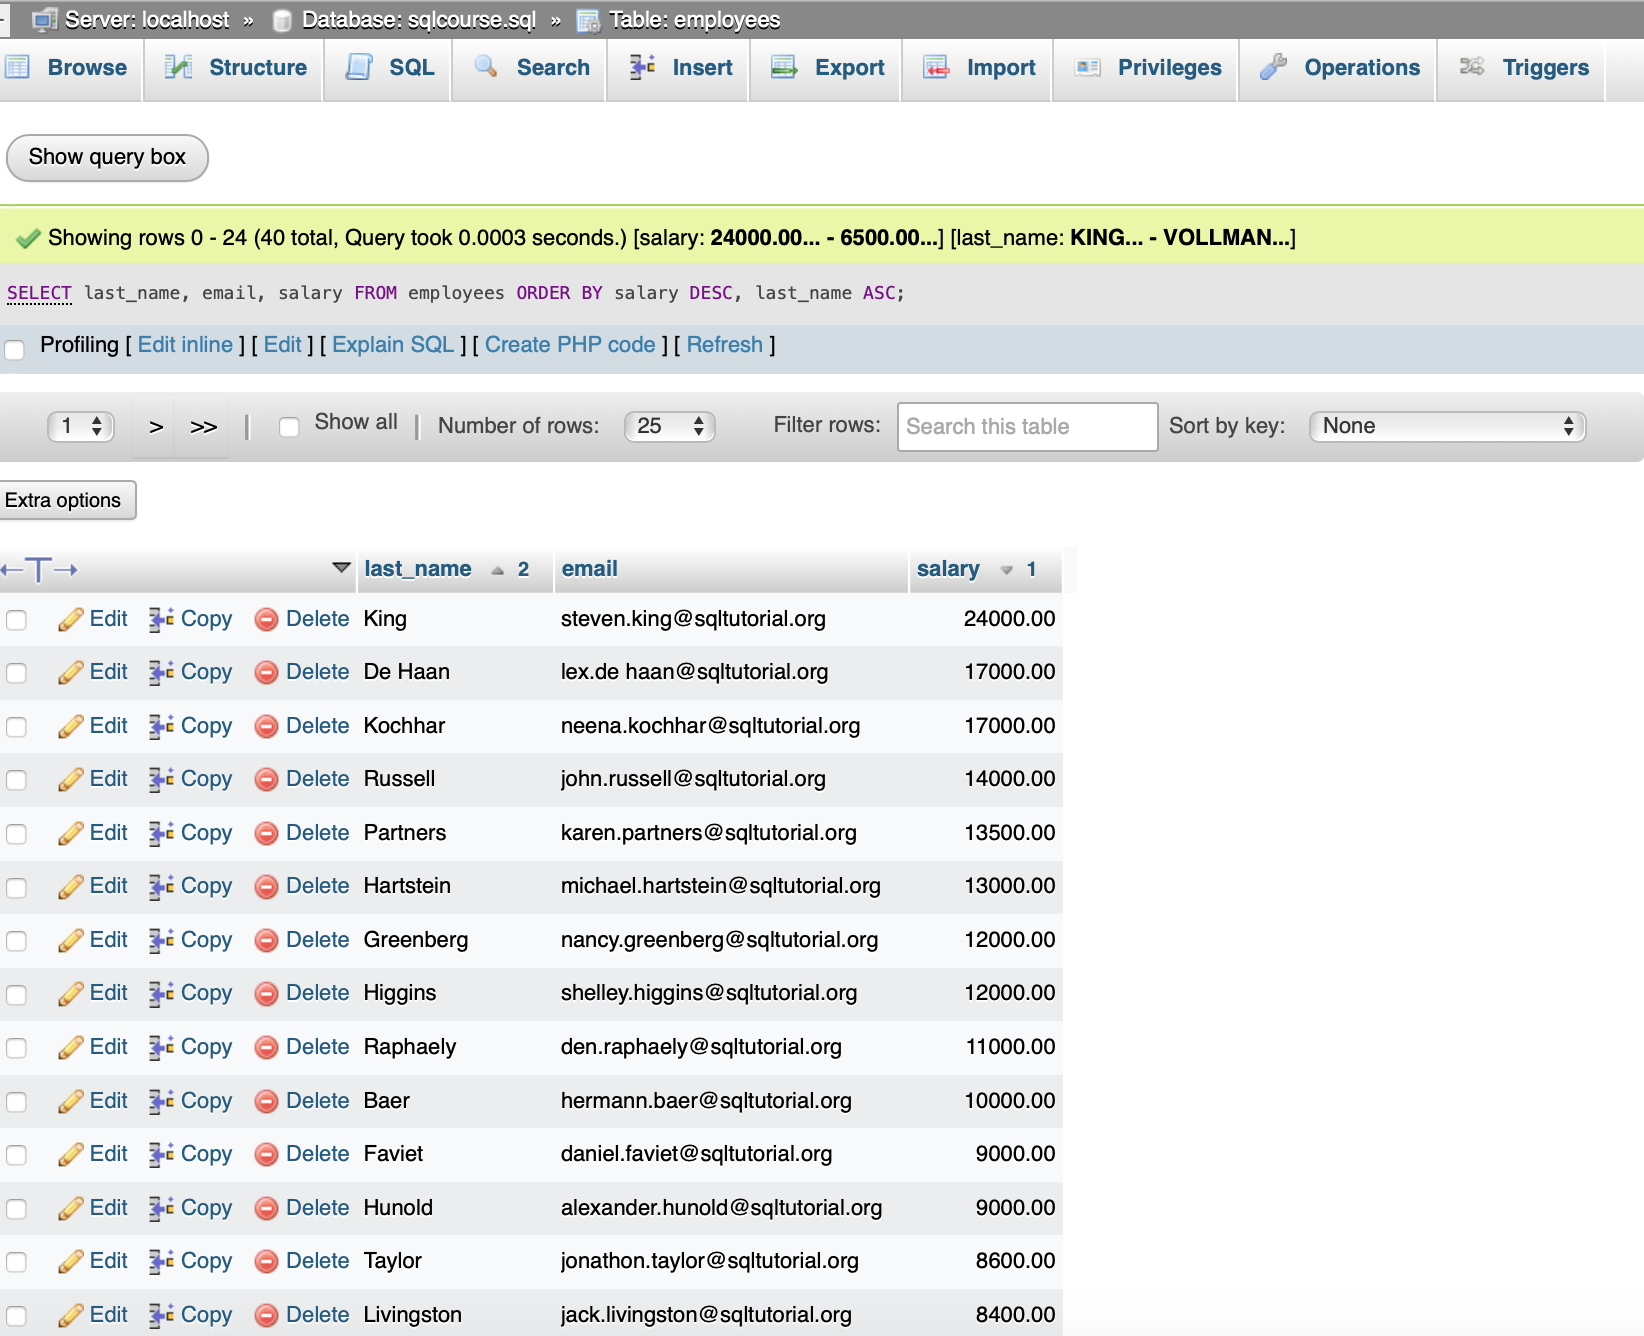 Server: localhost » Database: sqlcourse.sql » Table: employees
Browse Structure SQL Search Insert Export Import Privileges Operations Triggers
Show query box
Showing rows 0 - 24 (40 total, Query took 0.0003 seconds.) [salary: 24000.00... - 6500.00...] [last_name: KING... - VOLLMAN...]
SELECT last_name, email, salary FROM employees ORDER BY salary DESC, last_name ASC;
Profiling [ Edit inline ] [ Edit ] [ Explain SQL ] [ Create PHP code ] [ Refresh ]
1 > >> | Show all | Number of rows: 25 Filter rows: Search this table Sort by key: None
Extra options
←T→ last_name 2 email salary 1
Edit Copy Delete King steven.king@sqltutorial.org 24000.00
Edit Copy Delete De Haan lex.de haan@sqltutorial.org 17000.00
Edit Copy Delete Kochhar neena.kochhar@sqltutorial.org 17000.00
Edit Copy Delete Russell john.russell@sqltutorial.org 14000.00
Edit Copy Delete Partners karen.partners@sqltutorial.org 13500.00
Edit Copy Delete Hartstein michael.hartstein@sqltutorial.org 13000.00
Edit Copy Delete Greenberg nancy.greenberg@sqltutorial.org 12000.00
Edit Copy Delete Higgins shelley.higgins@sqltutorial.org 12000.00
Edit Copy Delete Raphaely den.raphaely@sqltutorial.org 11000.00
Edit Copy Delete Baer hermann.baer@sqltutorial.org 10000.00
Edit Copy Delete Faviet daniel.faviet@sqltutorial.org 9000.00
Edit Copy Delete Hunold alexander.hunold@sqltutorial.org 9000.00
Edit Copy Delete Taylor jonathon.taylor@sqltutorial.org 8600.00
Edit Copy Delete Livingston jack.livingston@sqltutorial.org 8400.00